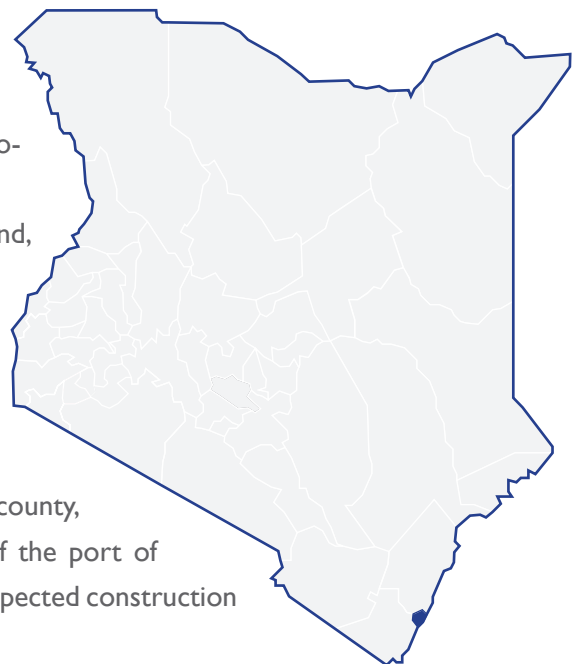 o-
nd,
county,
f the port of
pected construction